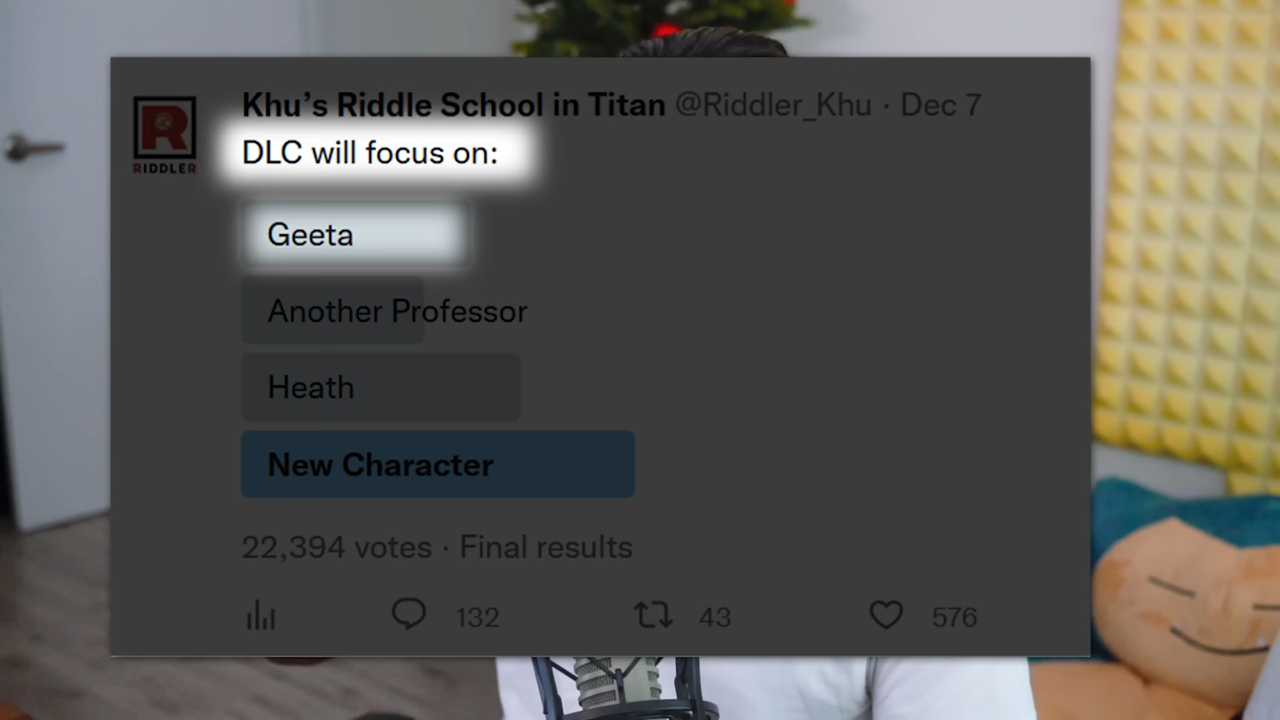 Khu's Riddle School in Titan @Riddler_Khu · Dec 7
RIDDLER
DLC will focus on:
Geeta
Another Professor
Heath
New Character
22,394 votes · Final results
132 43 576